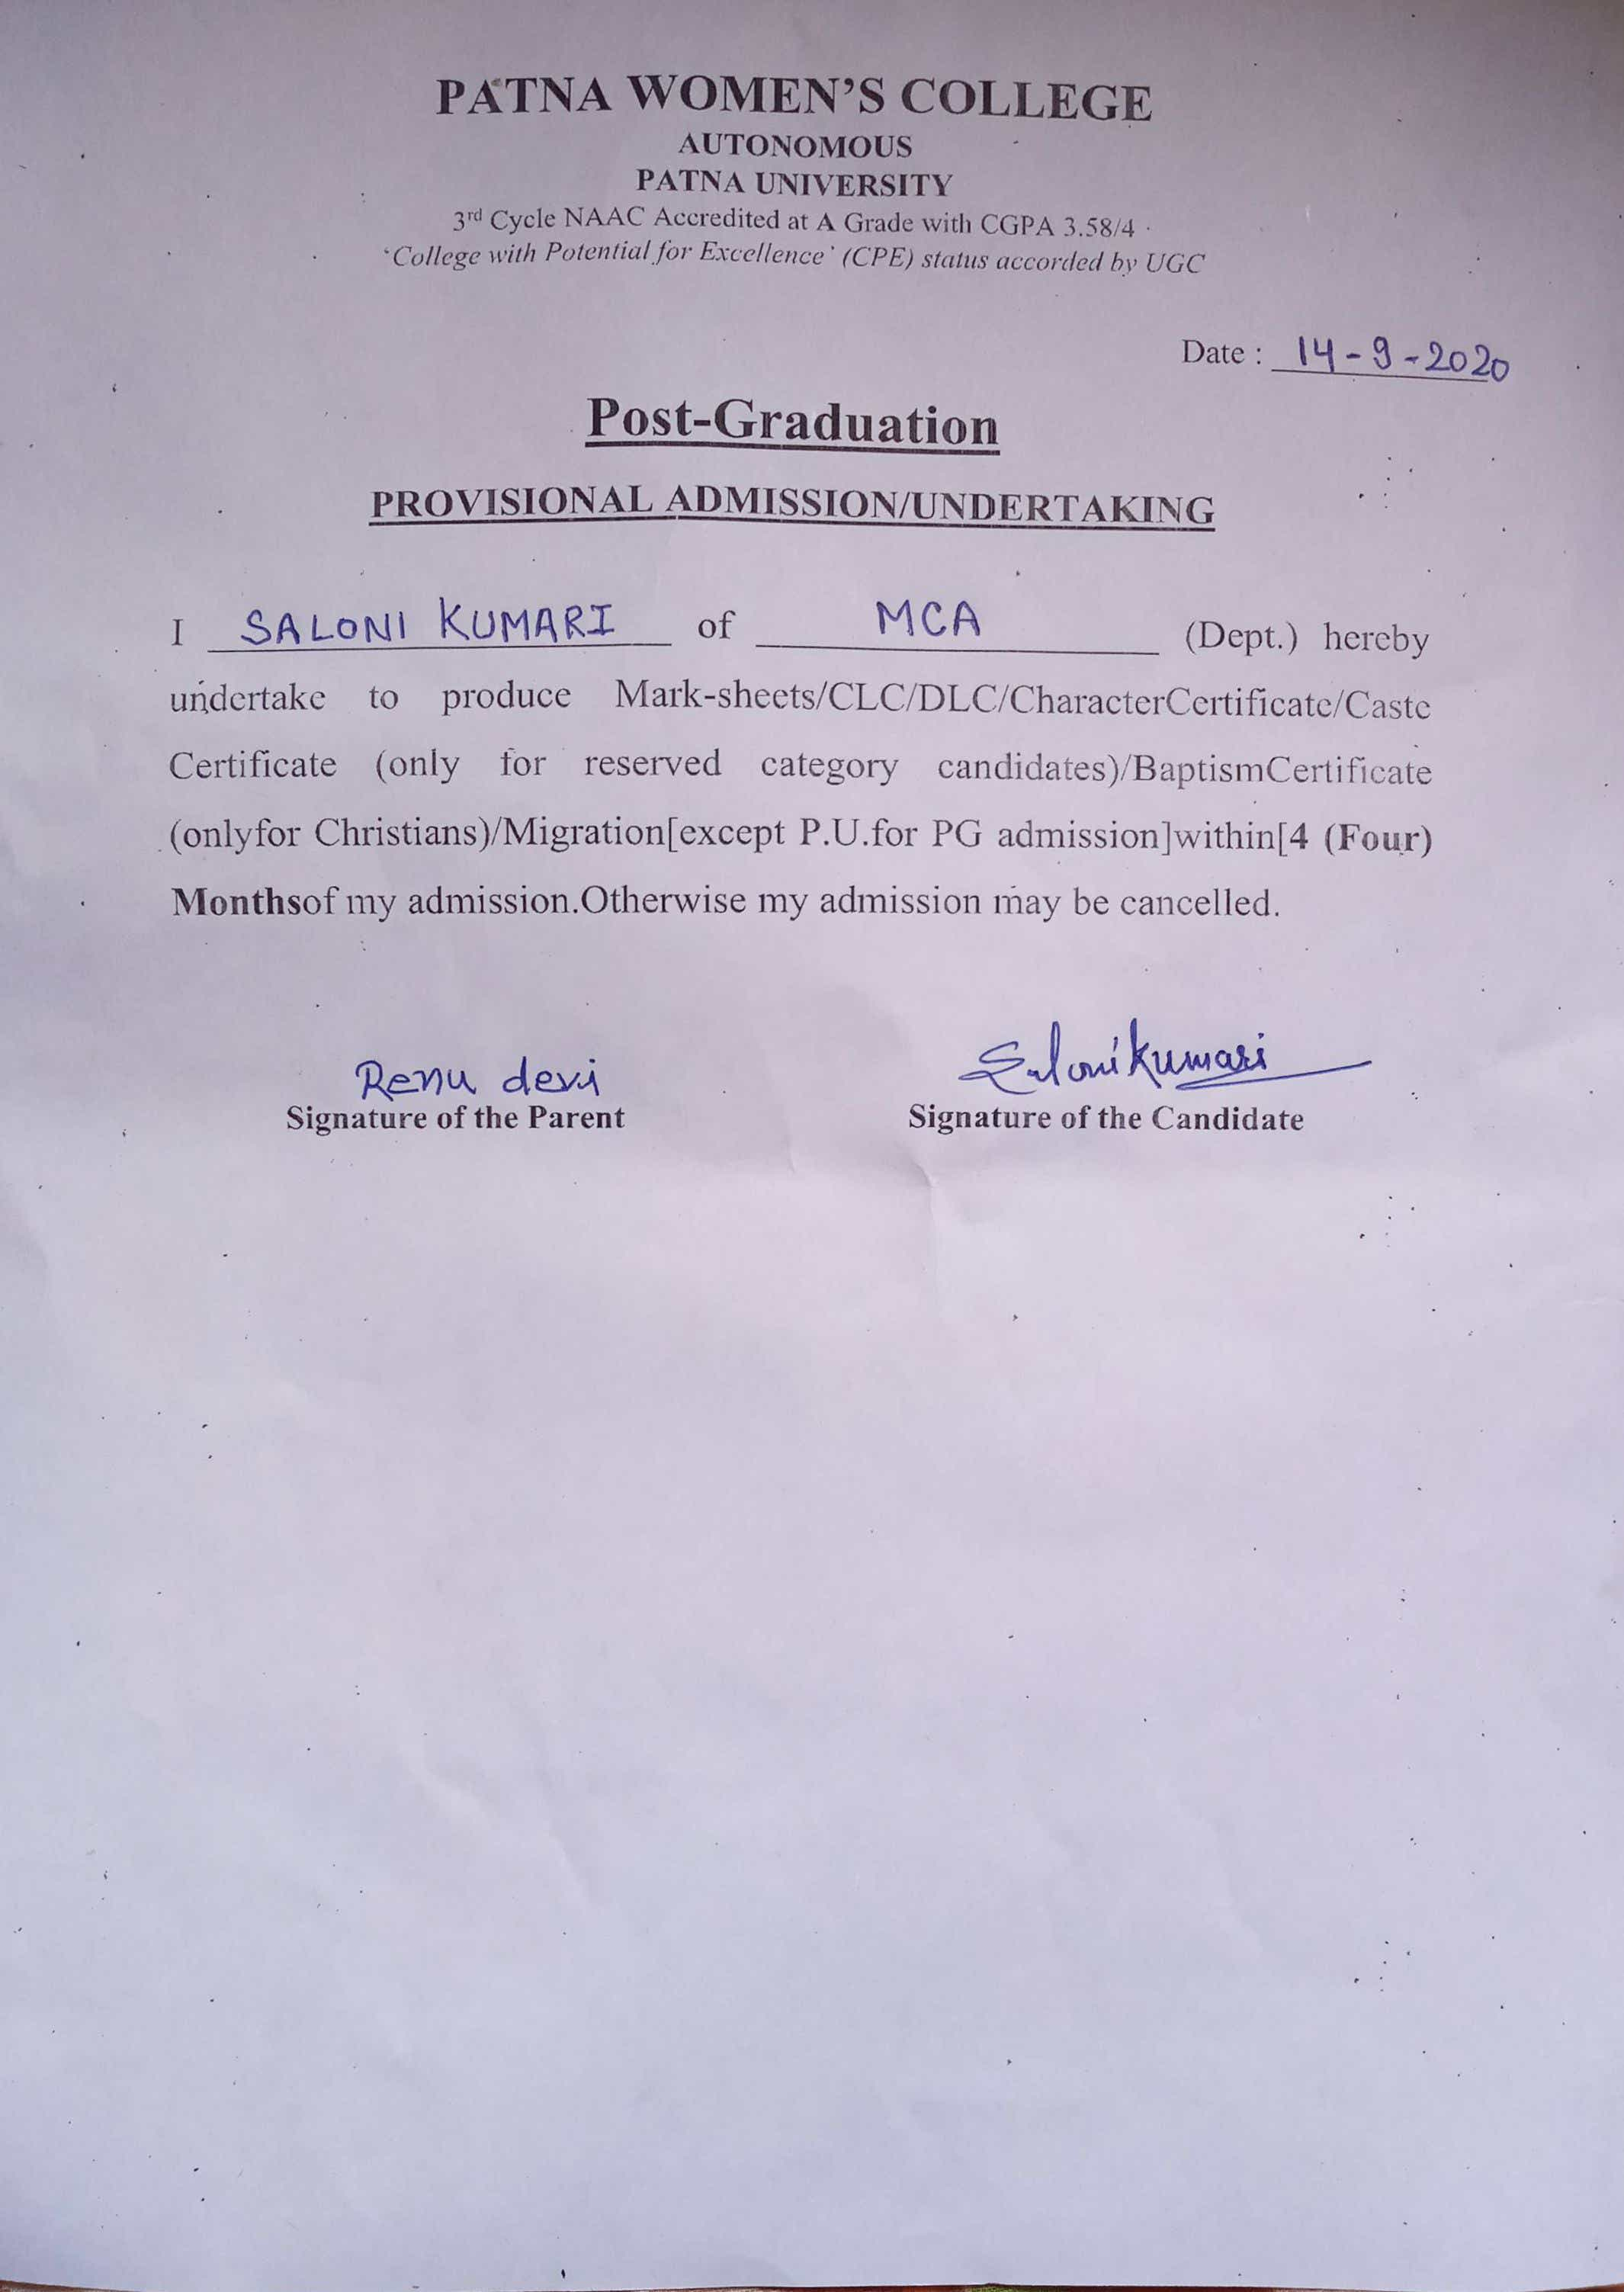 PATNA WOMEN'S COLLEGE
AUTONOMOUS
PATNA UNIVERSITY
3rd Cycle NAAC Accredited at A Grade with CGPA 3.58/4
'College with Potential for Excellence' (CPE) status accorded by UGC
Date : 14-9-2020
Post-Graduation
PROVISIONAL ADMISSION/UNDERTAKING
I SALONI KUMARI of MCA (Dept.) hereby
undertake to produce Mark-sheets/CLC/DLC/CharacterCertificate/Caste
Certificate (only for reserved category candidates)/BaptismCertificate
(onlyfor Christians)/Migration[except P.U.for PG admission]within[4 (Four)
Monthsof my admission.Otherwise my admission may be cancelled.
Renu devi Saloni kumari
Signature of the Parent Signature of the Candidate